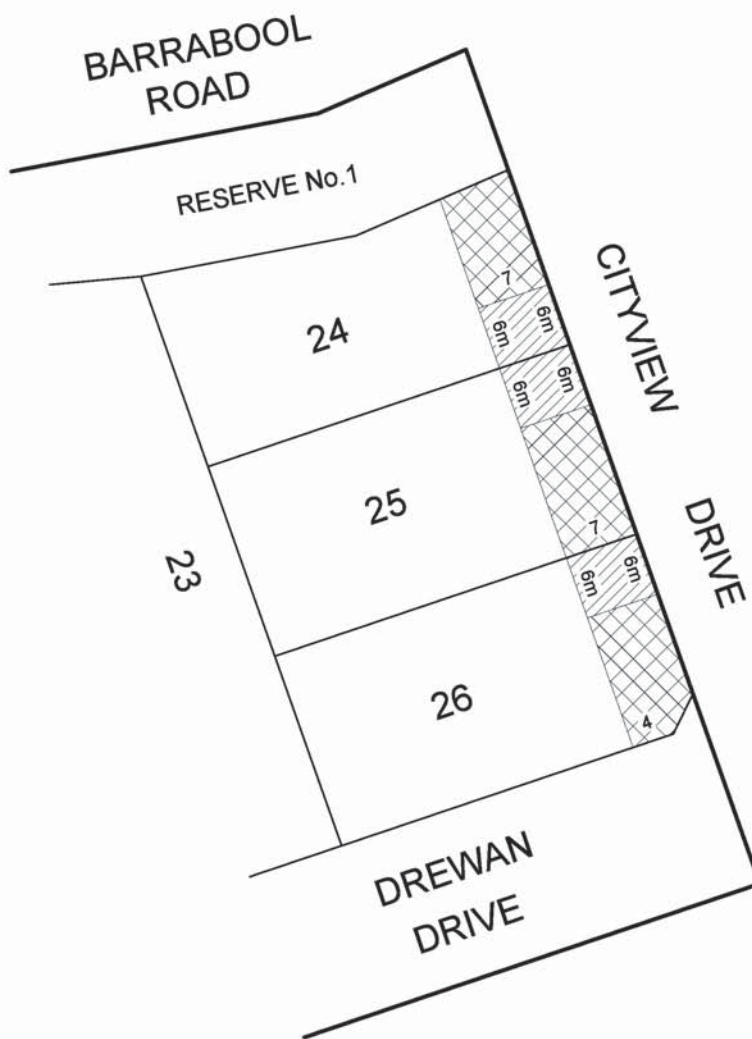 BARRABOOL
ROAD
RESERVE No.1
CITYVIEW
DRIVE
24
7
6m
6m
6m
6m
25
7
23
6m
6m
26
4
DREWAN
DRIVE